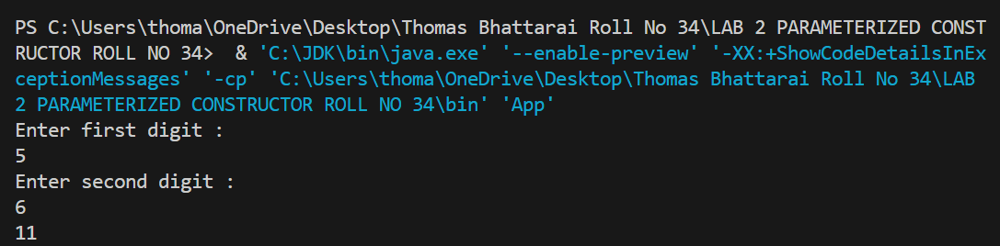 PS C:\Users\thoma\OneDrive\Desktop\Thomas Bhattarai Roll No 34\LAB 2 PARAMETERIZED CONST
RUCTOR ROLL NO 34>  & 'C:\JDK\bin\java.exe' '--enable-preview' '-XX:+ShowCodeDetailsInEx
ceptionMessages' '-cp' 'C:\Users\thoma\OneDrive\Desktop\Thomas Bhattarai Roll No 34\LAB
2 PARAMETERIZED CONSTRUCTOR ROLL NO 34\bin' 'App'
Enter first digit :
5
Enter second digit :
6
11